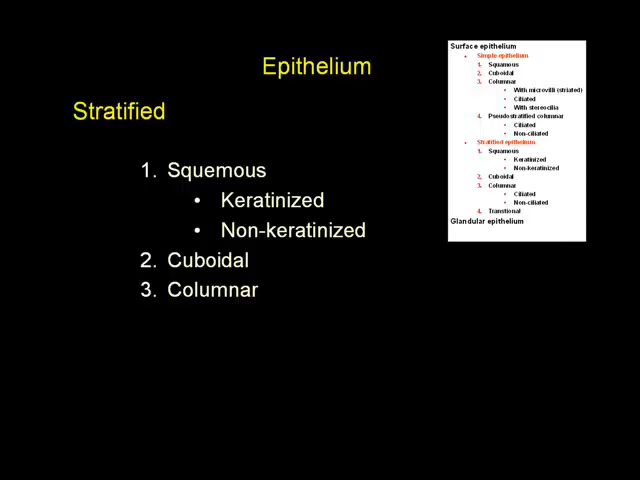 Epithelium
Stratified
1. Squemous
• Keratinized
• Non-keratinized
2. Cuboidal
3. Columnar
Surface epithelium
• Simple epithelium
1. Squamous
2. Cuboidal
3. Columnar
• With microvilli (striated)
• Ciliated
• With stereocilia
4. Pseudostratified columnar
• Ciliated
• Non-ciliated
• Stratified epithelium
1. Squamous
• Keratinized
• Non-keratinized
2. Cuboidal
3. Columnar
• Ciliated
• Non-ciliated
4. Transtional
Glandular epithelium